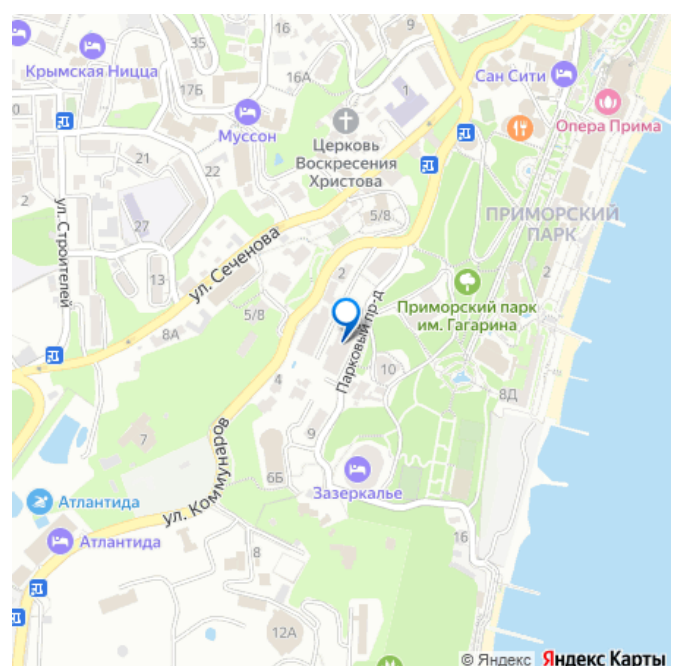 9
9
35
Крымская Ницца
17Б
16А
1
Сан Сити
Муссон
Опера Прима
Церковь
Воскресения
Христова
21
22
2
27
5/8
ПРИМОРСКИЙ
ПАРК
ул. Строителей
ул. Сеченова
13
2
2
Приморский парк
им. Гагарина
5/8
8А
Парковый пр-д
10
4
8Д
7
9
ул. Коммунаров
6Б
Зазеркалье
Атлантида
Атлантида
8
16
12А
© Яндекс Яндекс Карты